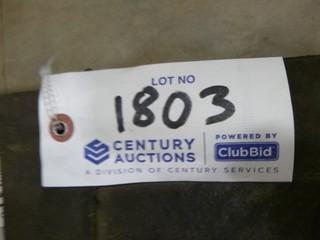 LOT NO
1803
CENTURY AUCTIONS
POWERED BY
ClubBid
A DIVISION OF CENTURY SERVICES